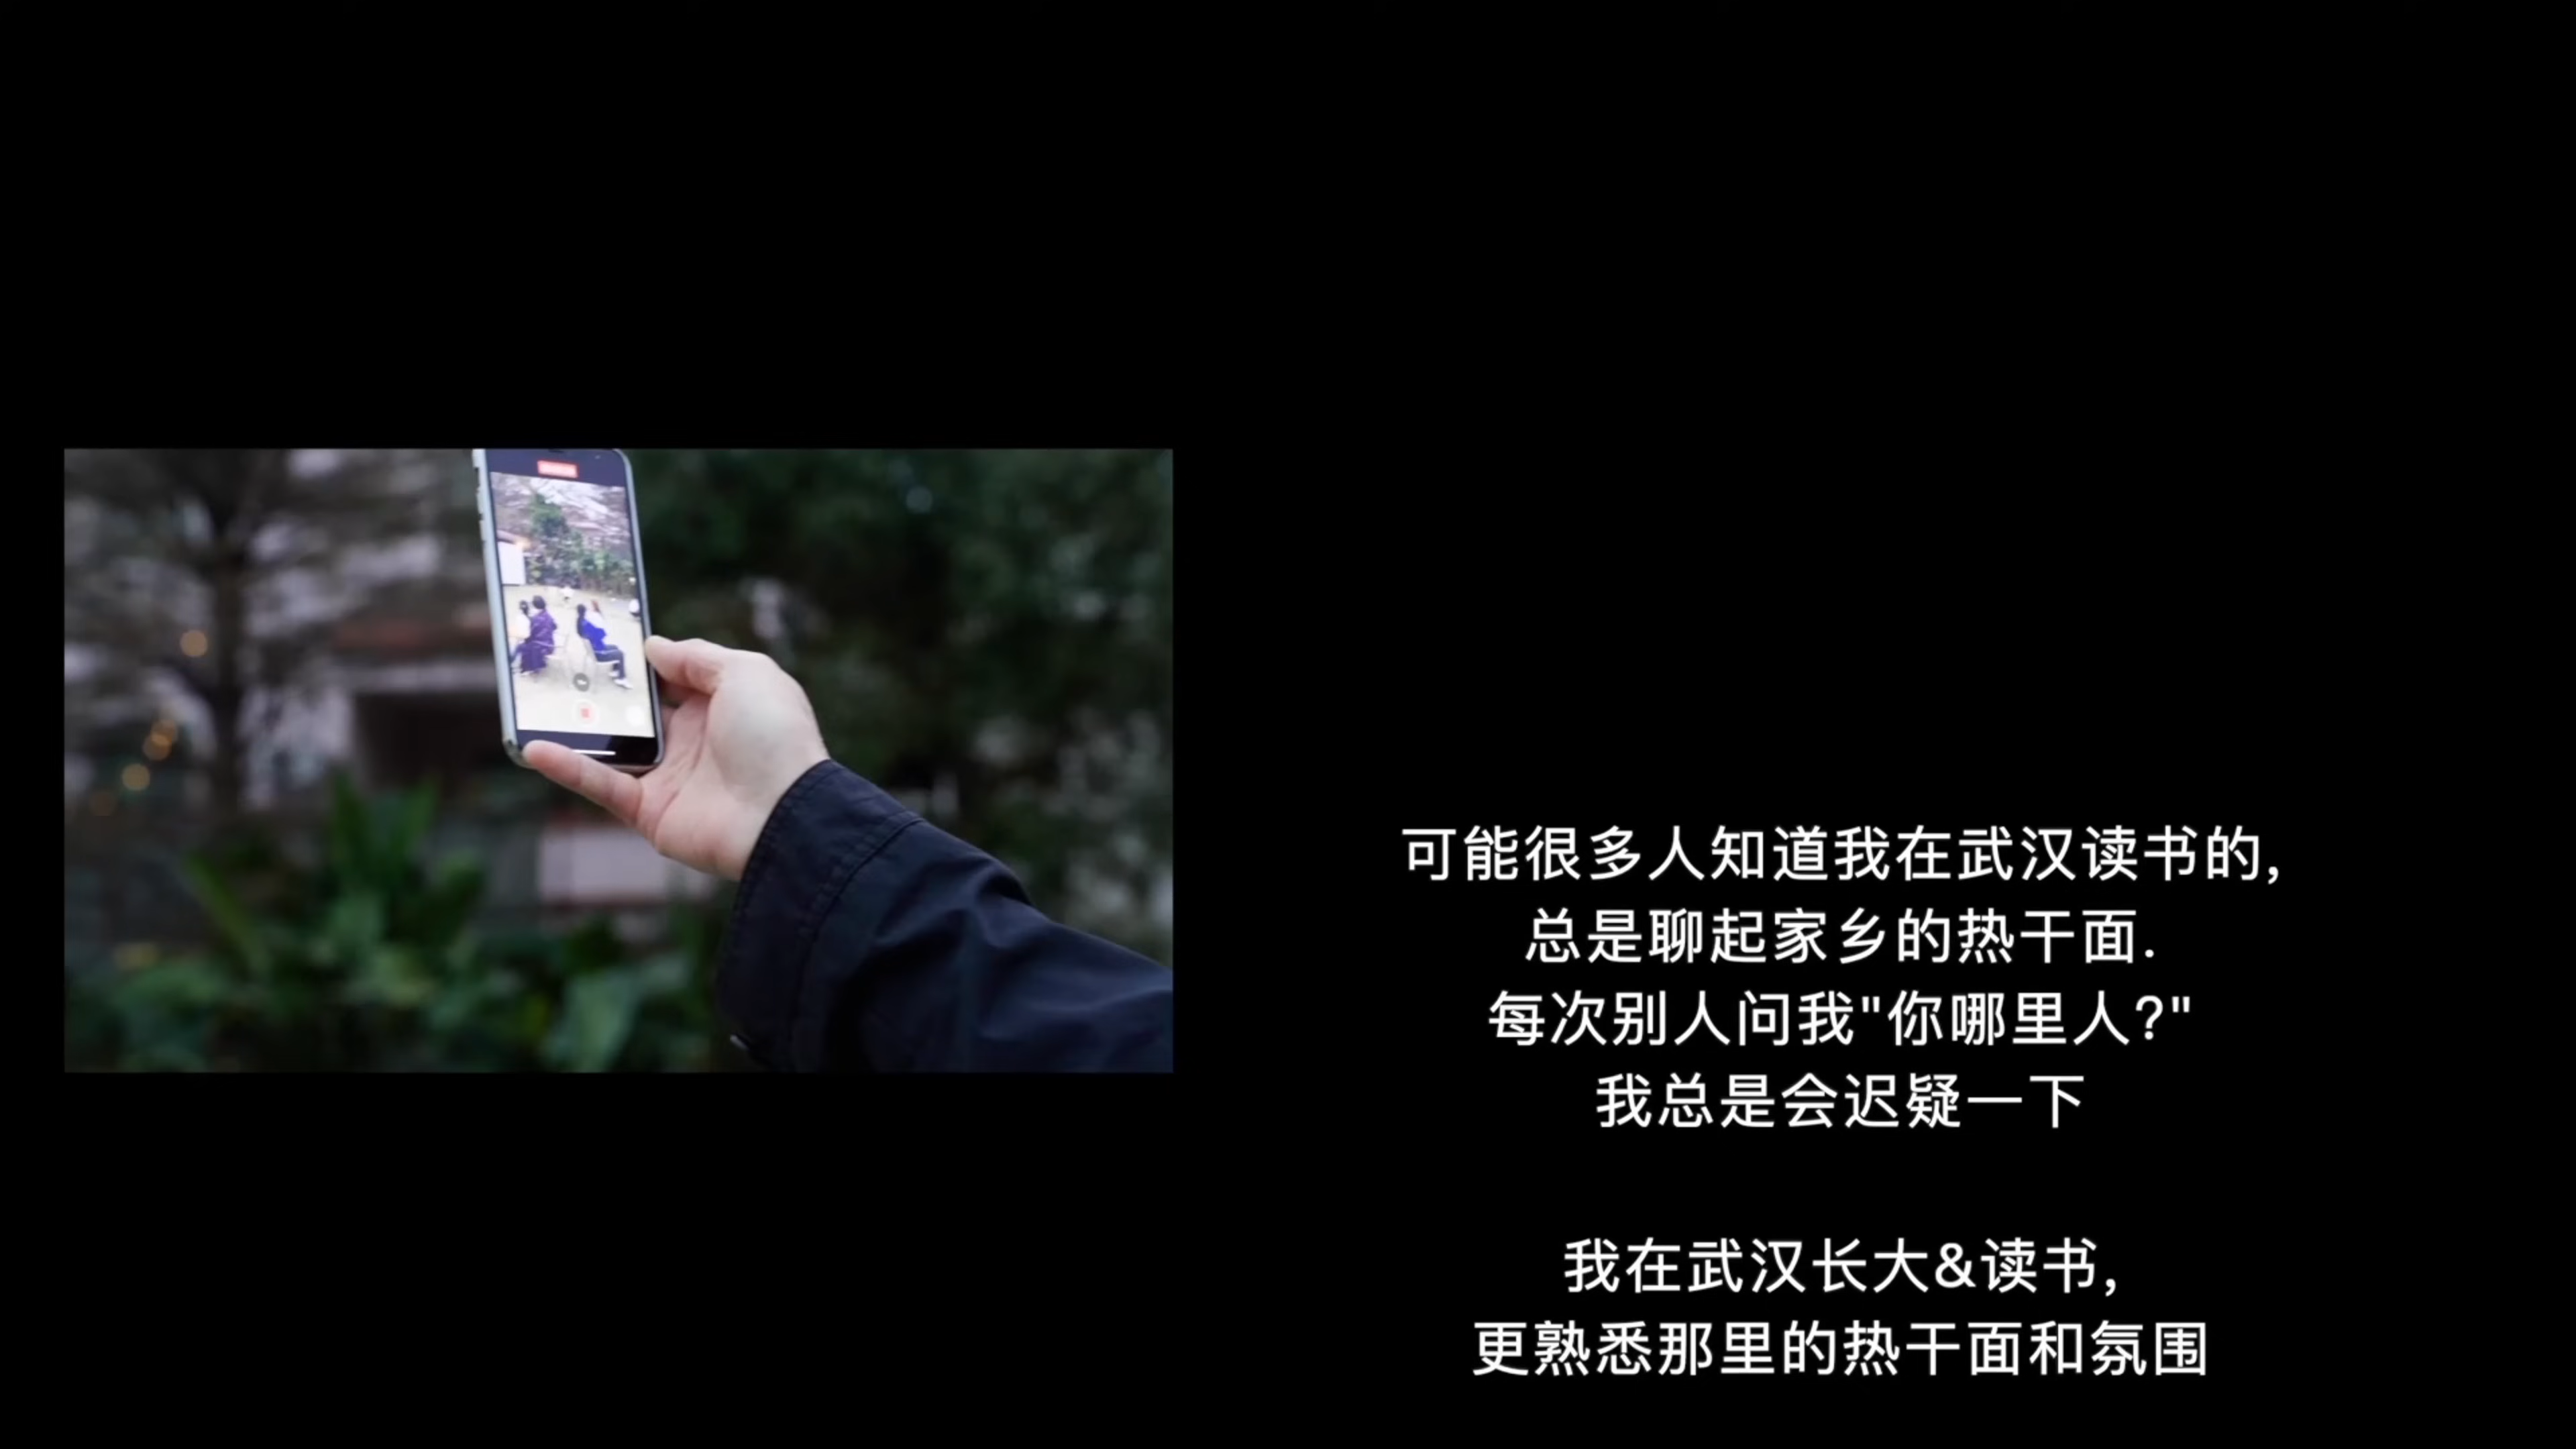 可能很多人知道我在武汉读书的,
总是聊起家乡的热干面.
每次别人问我"你哪里人?"
我总是会迟疑一下
我在武汉长大&读书,
更熟悉那里的热干面和氛围